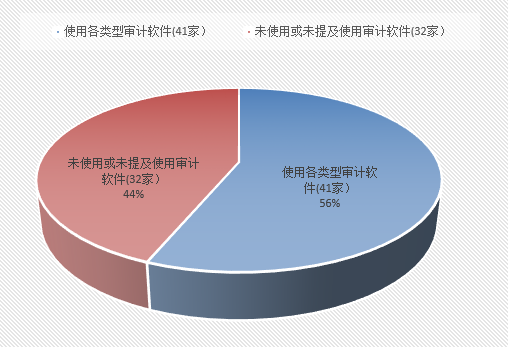 使用各类型审计软件(41家）
未使用或未提及使用审计软件(32家）
未使用或未提及使用审计
软件(32家）
44%
使用各类型审计软
件(41家）
56%